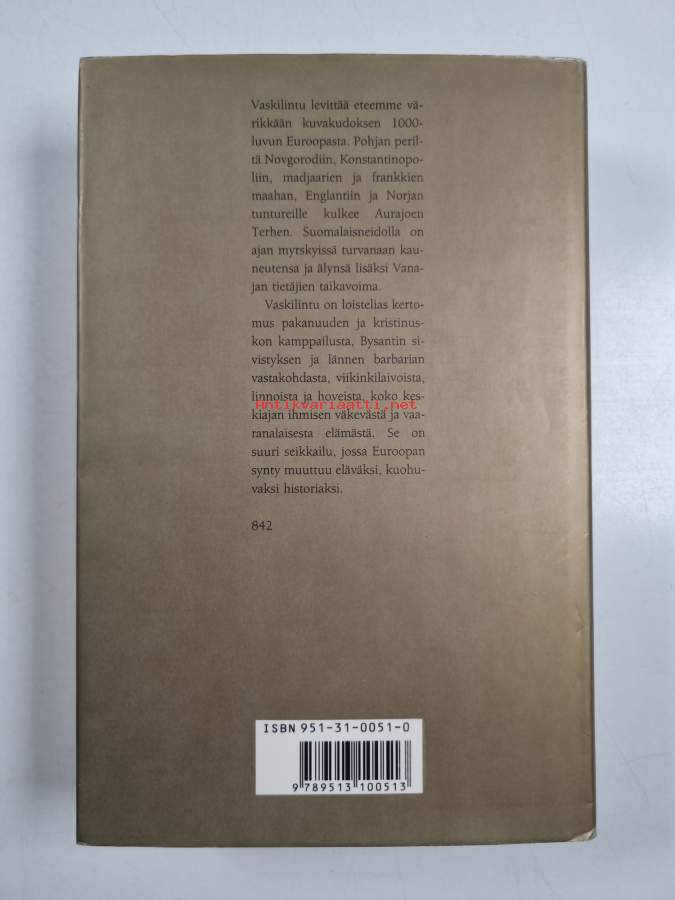 Vaskilintu levittää eteemme vä-
rikkään kuvakudoksen 1000-
luvun Euroopasta. Pohjan peril-
tä Novgorodiin, Konstantinopo-
liin, madjaarien ja frankkien
maahan, Englantiin ja Norjan
tuntureille kulkee Aurajoen
Terhen. Suomalaisneidolla on
ajan myrskyissä turvanaan kau-
neutensa ja älynsä lisäksi Vana-
jan tietäjien taikavoima.
Vaskilintu on loistelias kerto-
mus pakanuuden ja kristinus-
kon kamppailusta, Bysantin si-
vistyksen ja lännen barbarian
vastakohdasta, viikinkilaivoista,
linnoista ja hoveista, koko kes-
Antikvariaatti.net
kiajan ihmisen väkevästä ja vaa-
ranalaisesta elämästä. Se on
suuri seikkailu, jossa Euroopan
synty muuttuu eläväksi, kuohu-
vaksi historiaksi.
842
ISBN 951-31-0051-0
9 789513 100513